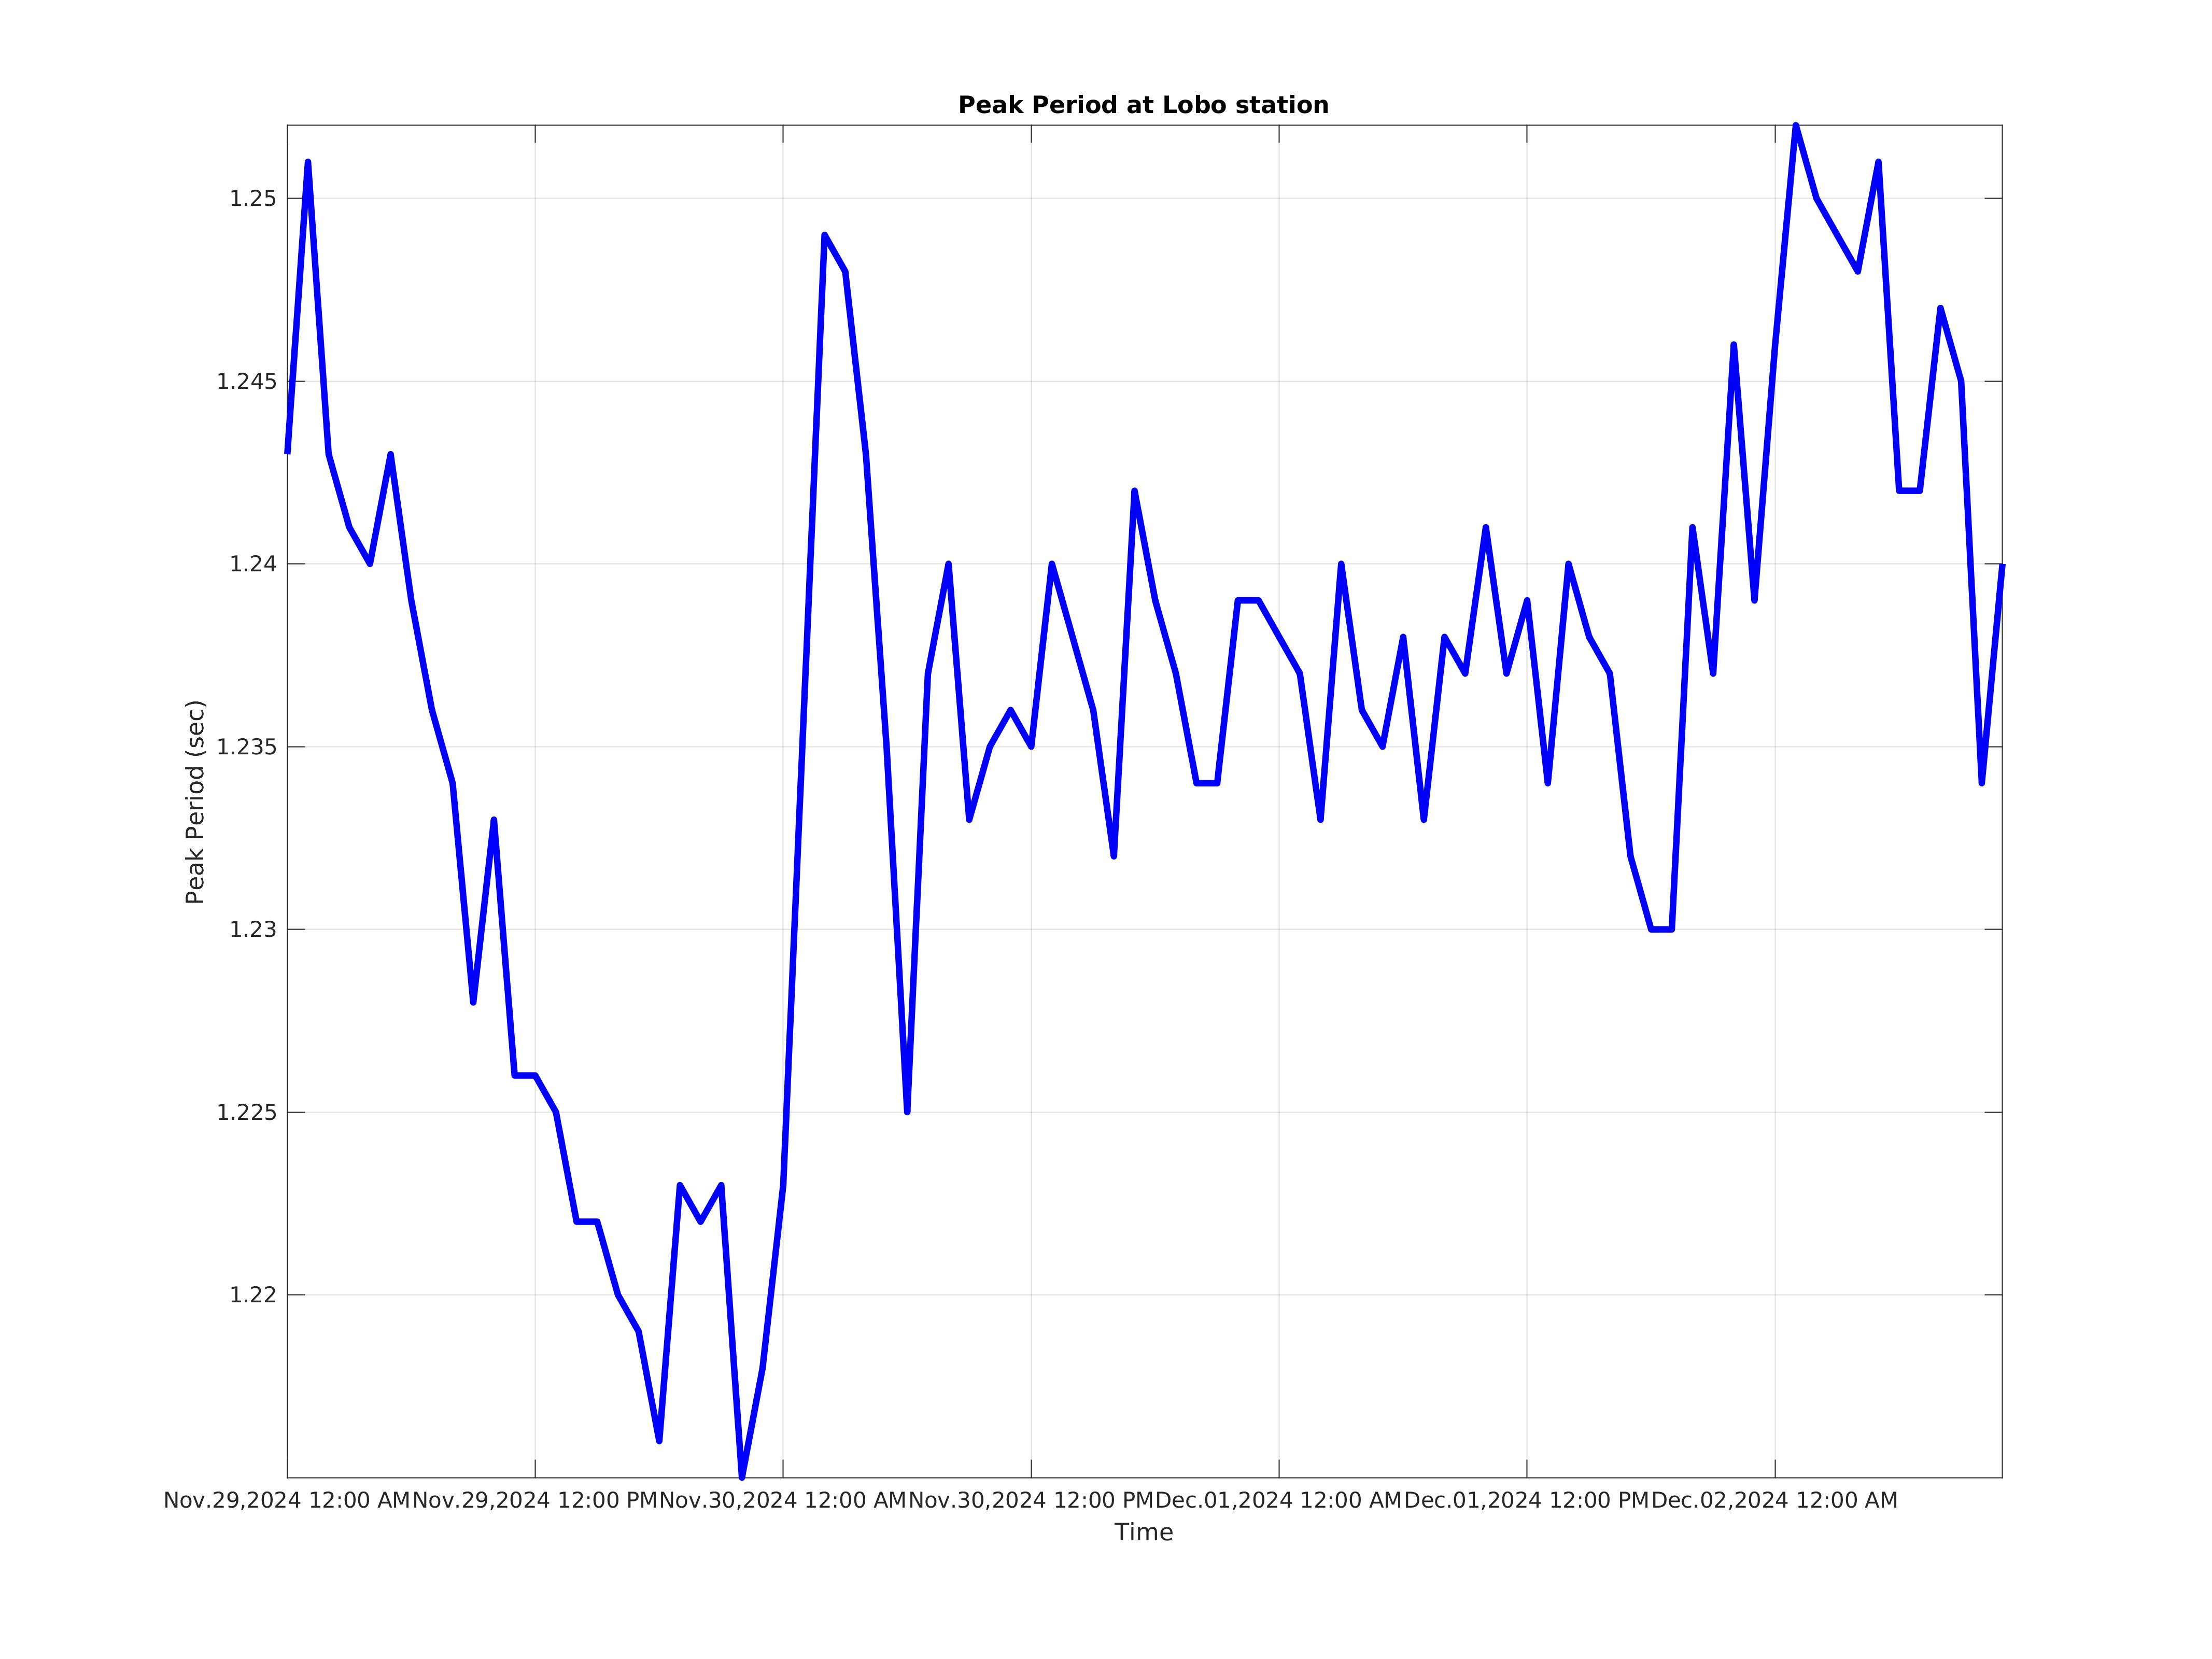 Peak Period at Lobo station
1.25
1.245
1.24
1.235
1.23
1.225
1.22
Peak Period (sec)
Nov.29,2024 12:00 AM Nov.29,2024 12:00 PM Nov.30,2024 12:00 AM Nov.30,2024 12:00 PM Dec.01,2024 12:00 AM Dec.01,2024 12:00 PM Dec.02,2024 12:00 AM
Time